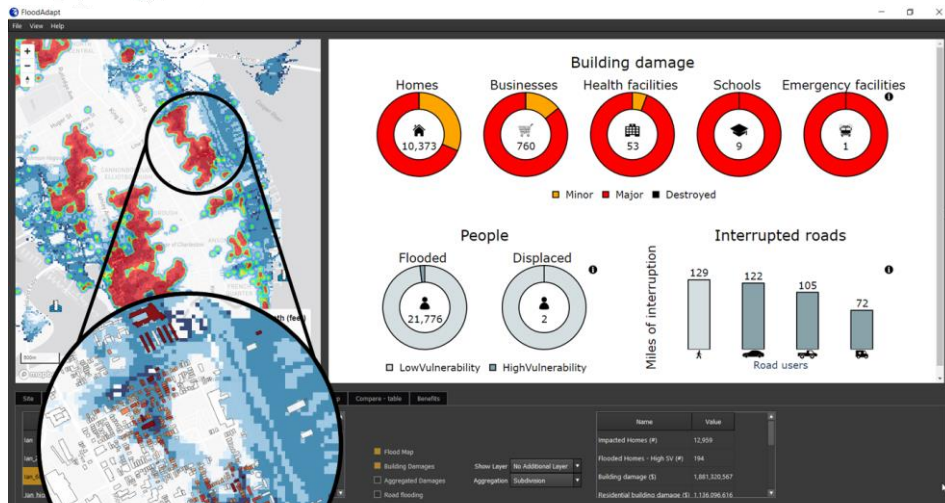 FloodAdapt
File View Help
Building damage
Homes
Businesses
Health facilities
Schools
Emergency facilities
10,373
760
53
9
1
Minor Major Destroyed
People
Flooded
Displaced
21,776
2
LowVulnerability HighVulnerability
Interrupted roads
Miles of interruption
129
122
105
72
Road users
Site
Compare - table
Benefits
Flood Map
Building Damages
Aggregated Damages
Road flooding
Show Layer No Additional Layer
Aggregation Subdivision
Name Value
Impacted Homes (#) 12,959
Flooded Homes - High SV (#) 194
Building damage ($) 1,881,320,567
Residential building damage ($) 1,136,096,616